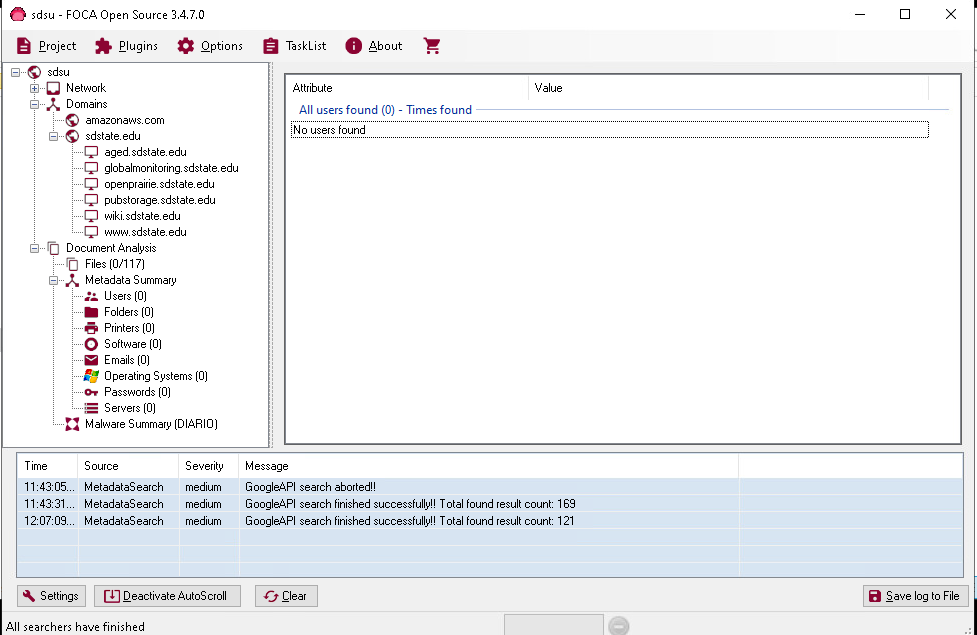 sdsu - FOCA Open Source 3.4.7.0
Project Plugins Options TaskList About
sdsu
Network
Domains
amazonaws.com
sdstate.edu
aged.sdstate.edu
globalmonitoring.sdstate.edu
openprairie.sdstate.edu
pubstorage.sdstate.edu
wiki.sdstate.edu
www.sdstate.edu
Document Analysis
Files (0/117)
Metadata Summary
Users (0)
Folders (0)
Printers (0)
Software (0)
Emails (0)
Operating Systems (0)
Passwords (0)
Servers (0)
Malware Summary (DIARIO)
Attribute Value
All users found (0) - Times found
No users found
Time Source Severity Message
11:43:05... MetadataSearch medium GoogleAPI search aborted!!
11:43:31... MetadataSearch medium GoogleAPI search finished successfully!! Total found result count: 169
12:07:09... MetadataSearch medium GoogleAPI search finished successfully!! Total found result count: 121
Settings Deactivate AutoScroll Clear Save log to File
All searchers have finished